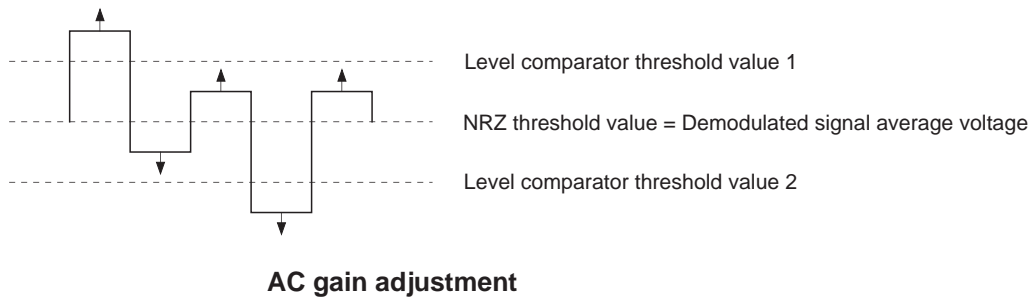 Level comparator threshold value 1
NRZ threshold value = Demodulated signal average voltage
Level comparator threshold value 2
AC gain adjustment